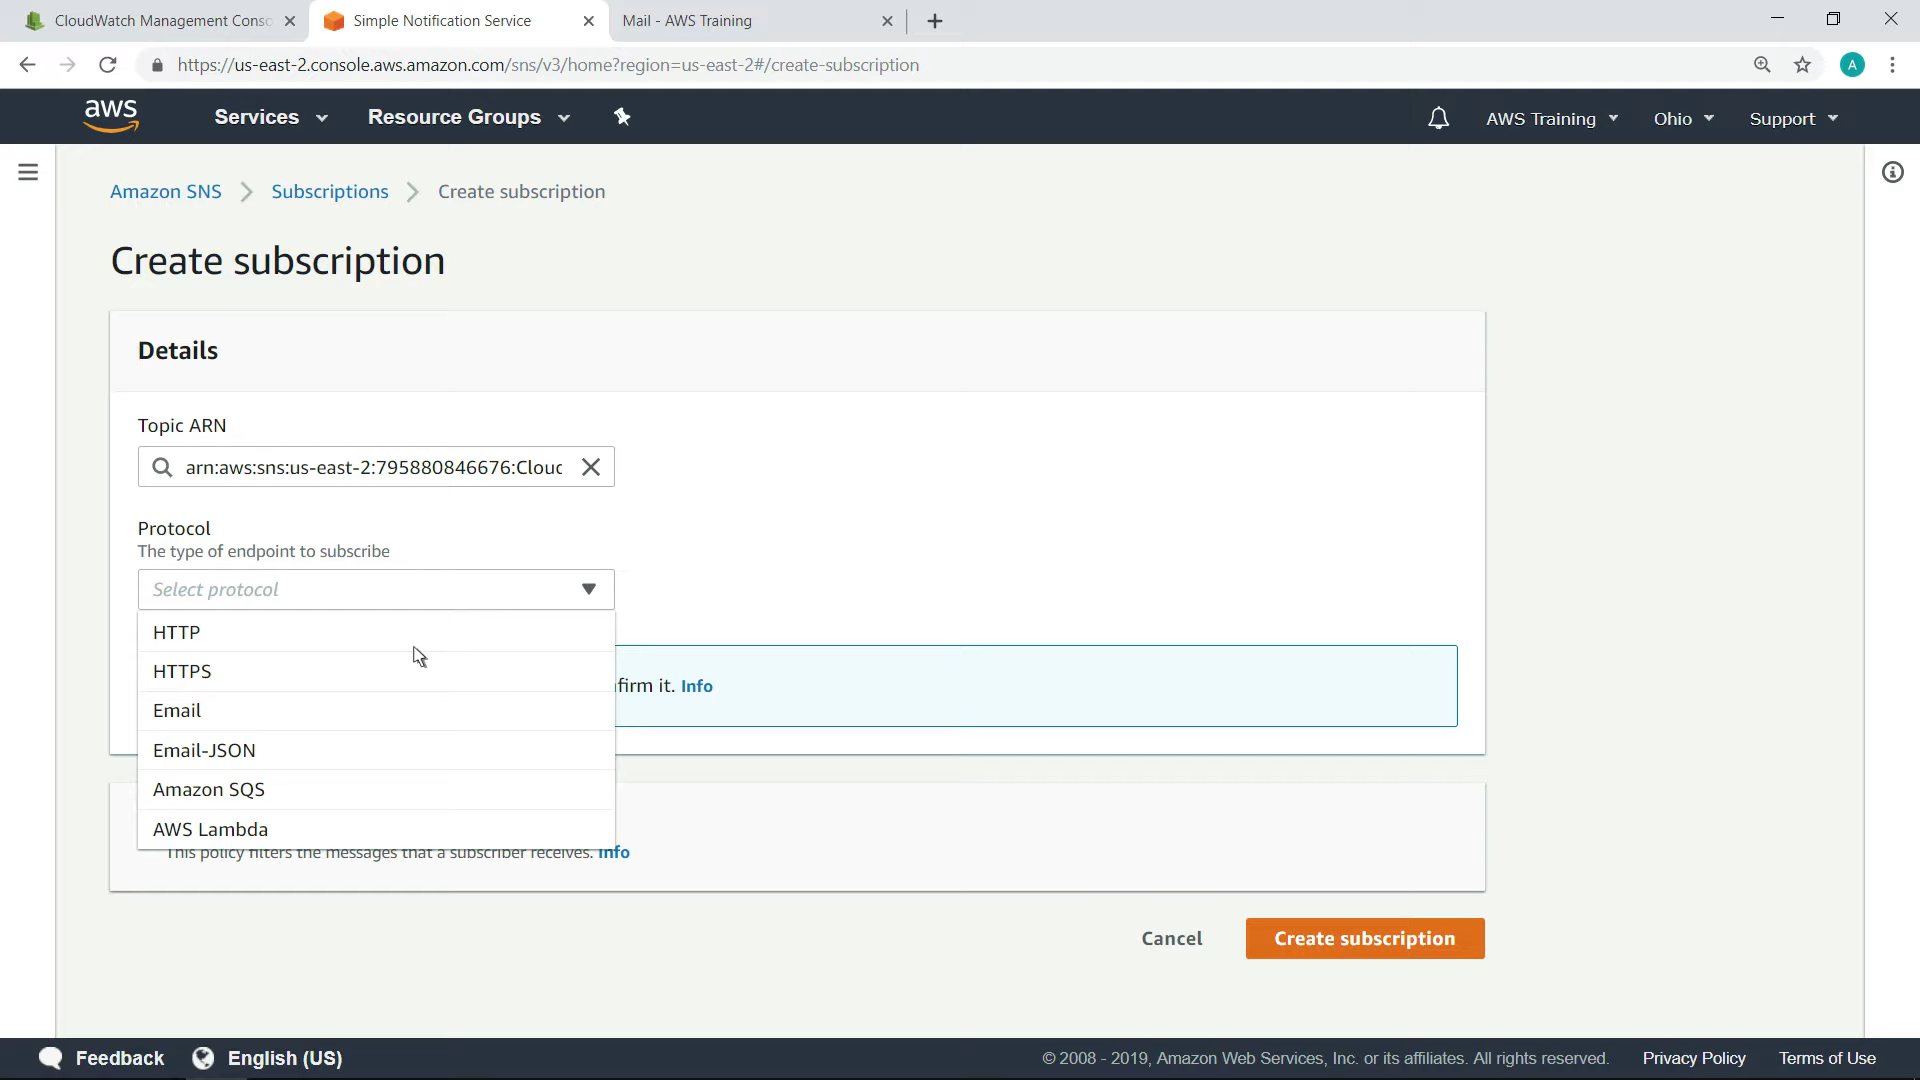 CloudWatch Management Conso
Simple Notification Service
Mail - AWS Training
https://us-east-2.console.aws.amazon.com/sns/v3/home?region=us-east-2#/create-subscription
A
aws
Services
Resource Groups
AWS Training
Ohio
Support
Amazon SNS
Subscriptions
Create subscription
Create subscription
Details
Topic ARN
arn:aws:sns:us-east-2:795880846676:Clouc
Protocol
The type of endpoint to subscribe
Select protocol
HTTP
HTTPS
Email
Email-JSON
Amazon SQS
AWS Lambda
firm it. Info
This policy filters the messages that a subscriber receives. Info
Cancel
Create subscription
Feedback
English (US)
© 2008 - 2019, Amazon Web Services, Inc. or its affiliates. All rights reserved.
Privacy Policy
Terms of Use